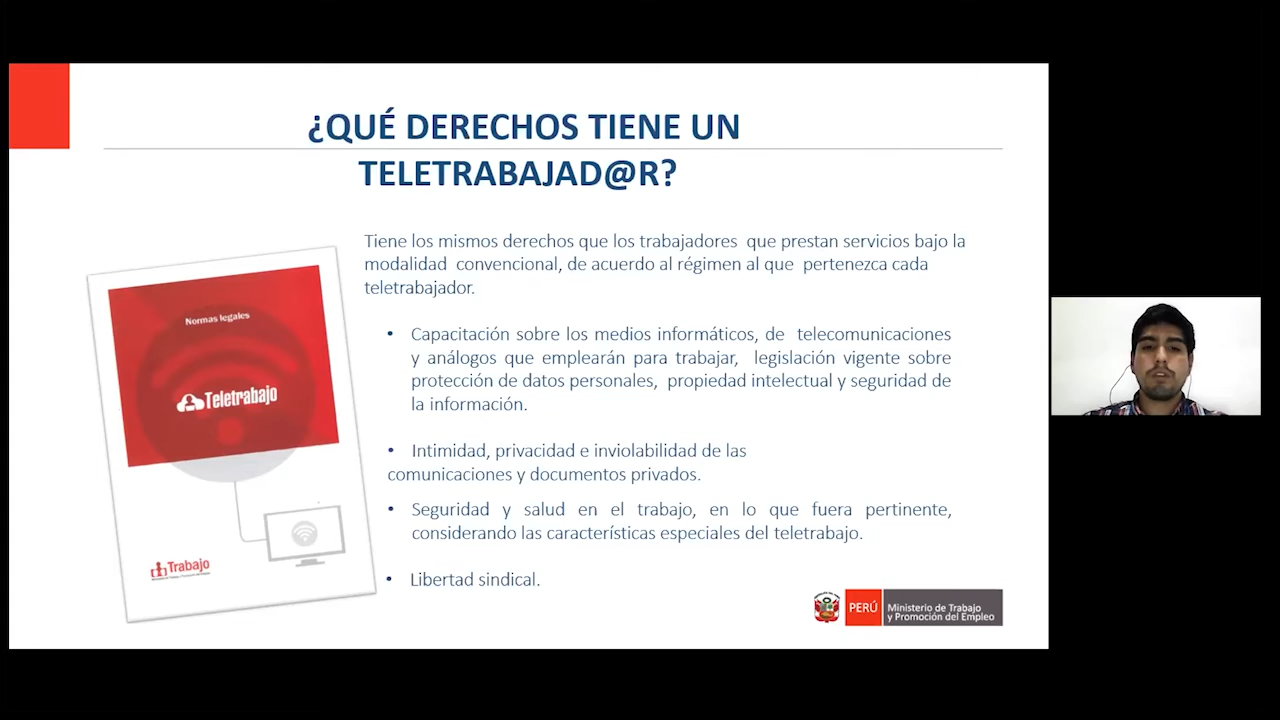 ¿QUÉ DERECHOS TIENE UN
TELETRABAJAD@R?
Tiene los mismos derechos que los trabajadores que prestan servicios bajo la
modalidad convencional, de acuerdo al régimen al que pertenezca cada
teletrabajador.
• Capacitación sobre los medios informáticos, de telecomunicaciones
y análogos que emplearán para trabajar, legislación vigente sobre
protección de datos personales, propiedad intelectual y seguridad de
la información.
• Intimidad, privacidad e inviolabilidad de las
comunicaciones y documentos privados.
• Seguridad y salud en el trabajo, en lo que fuera pertinente,
considerando las características especiales del teletrabajo.
• Libertad sindical.
Normas legales
Teletrabajo
Trabajo
PERÚ
Ministerio de Trabajo
y Promoción del Empleo